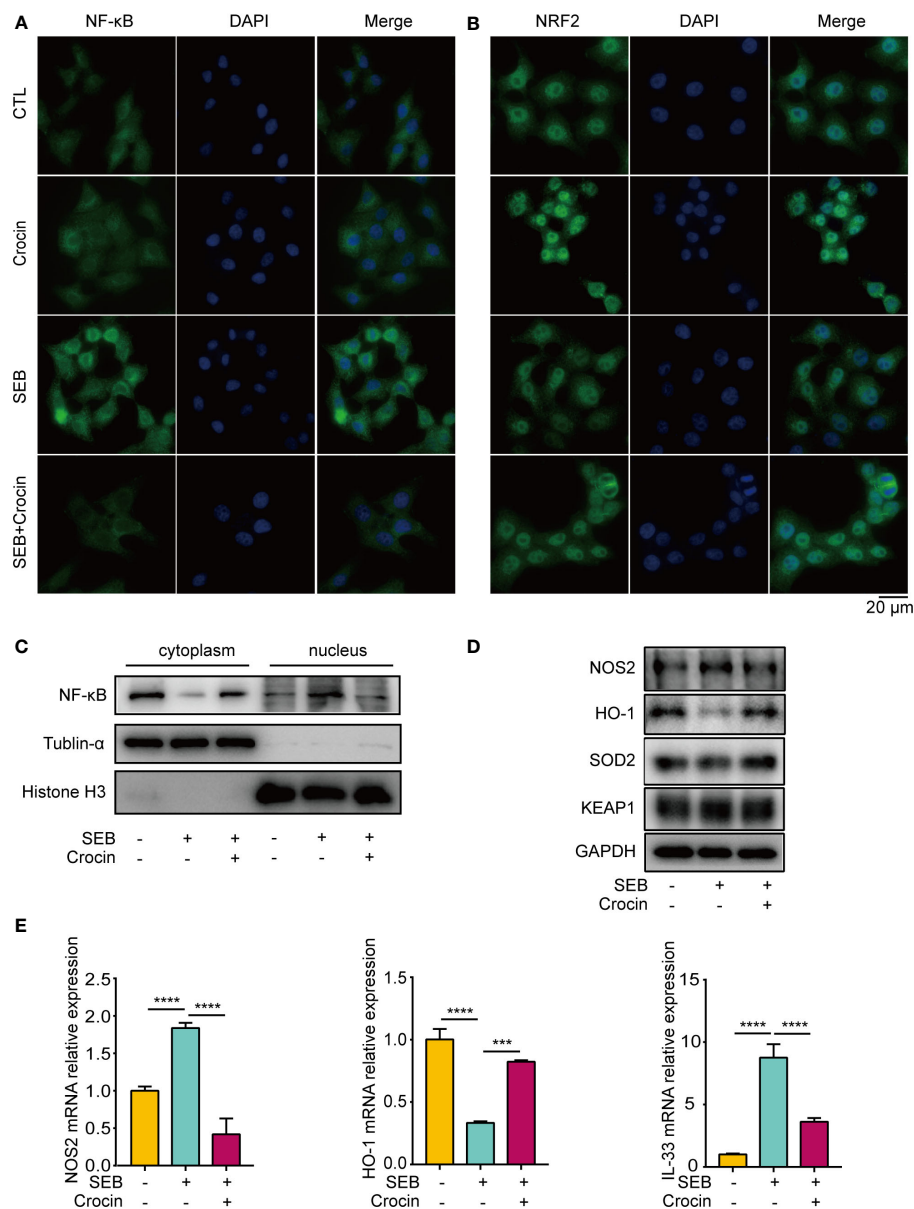 A NF-κB DAPI Merge
B NRF2 DAPI Merge
CTL
Crocin
SEB
SEB+Crocin
20 µm
C
cytoplasm nucleus
NF-κB
Tublin-α
Histone H3
SEB - + + - + +
Crocin - - + - - +
D
NOS2
HO-1
SOD2
KEAP1
GAPDH
SEB - + +
Crocin - - +
E
NOS2 mRNA relative expression
2.5
2.0
1.5
1.0
0.5
0.0
**** ****
SEB - + +
Crocin - - +
HO-1 mRNA relative expression
1.5
1.0
0.5
0.0
**** ***
SEB - + +
Crocin - - +
IL-33 mRNA relative expression
15
10
5
0
**** ****
SEB - + +
Crocin - - +